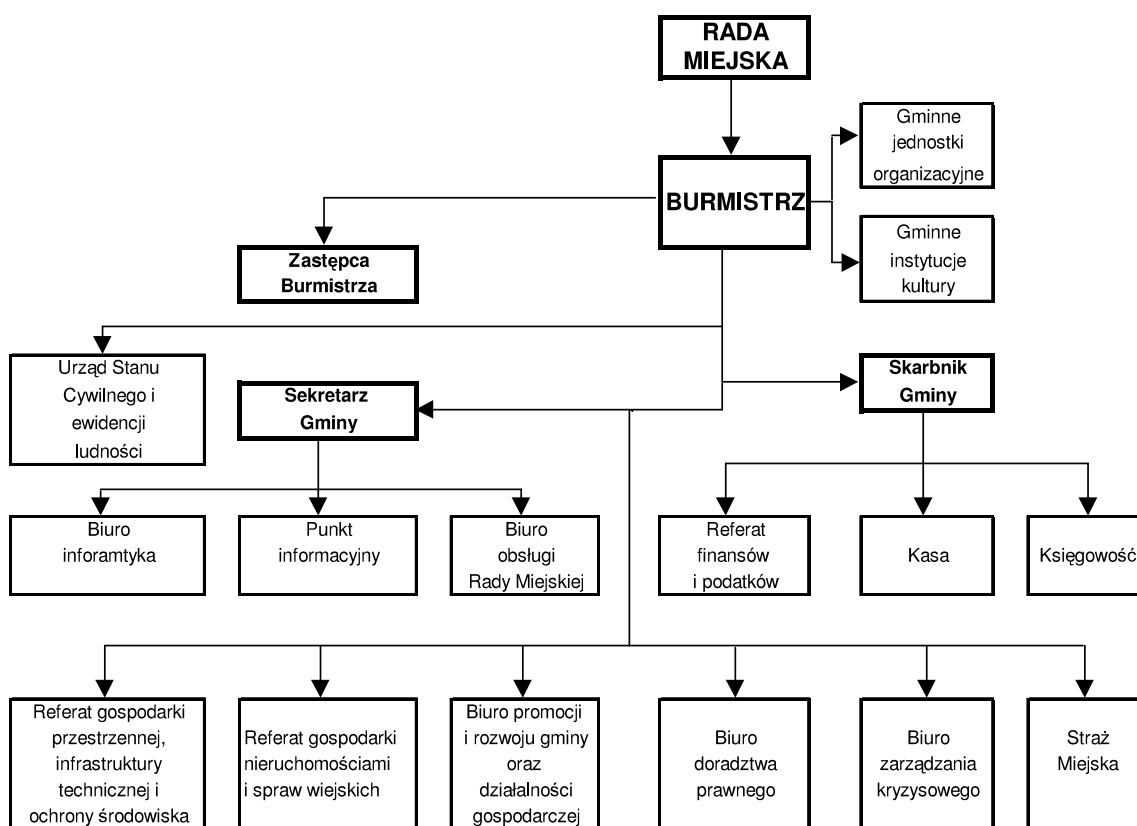 RADA
MIEJSKA
Gminne
jednostki
organizacyjne
BURMISTRZ
Gminne
instytucje
kultury
Zastępca
Burmistrza
Urząd Stanu
Cywilnego i
ewidencji
ludności
Sekretarz
Gminy
Skarbnik
Gminy
Biuro
inforamtyka
Punkt
informacyjny
Biuro
obsługi
Rady Miejskiej
Referat
finansów
i podatków
Kasa
Księgowość
Referat gospodarki
przestrzennej,
infrastruktury
technicznej i
ochrony środowiska
Referat gospodarki
nieruchomościami
i spraw wiejskich
Biuro promocji
i rozwoju gminy
oraz
działalności
gospodarczej
Biuro
doradztwa
prawnego
Biuro
zarządzania
kryzysowego
Straż
Miejska